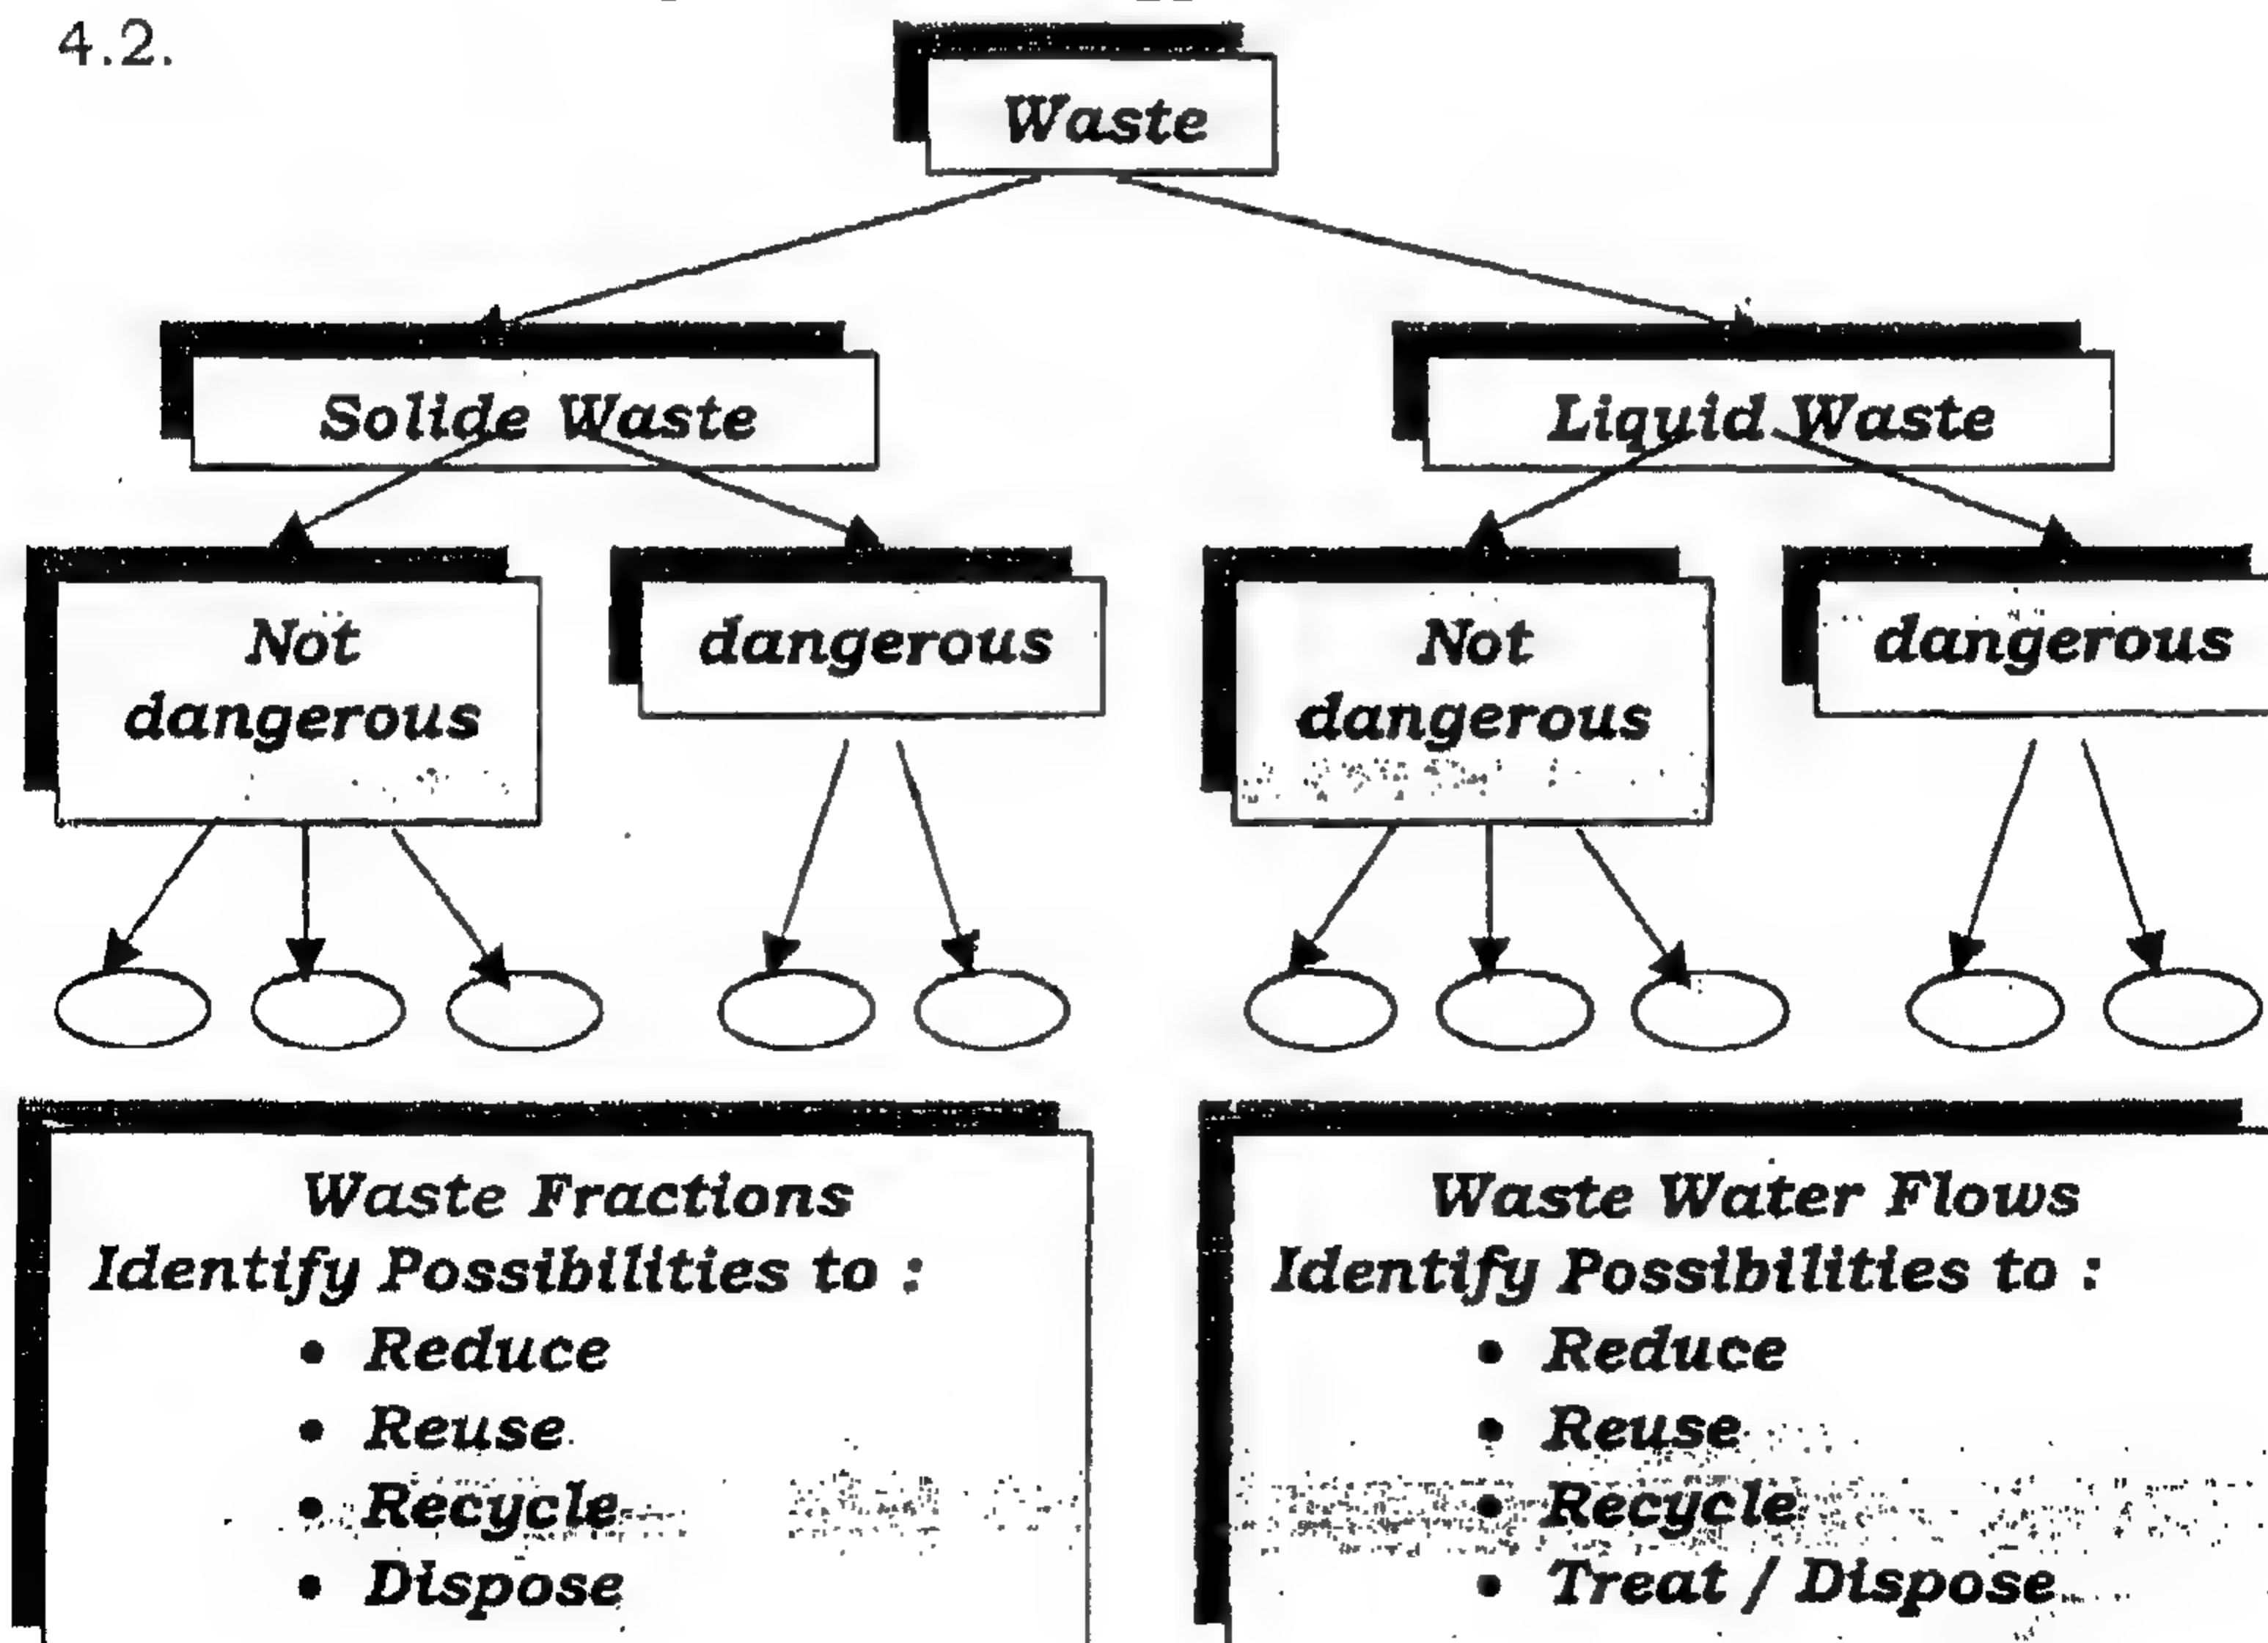 4.2.
Waste
Solide Waste
Liquid Waste
Not
dangerous
dangerous
Not
dangerous
dangerous
Waste Fractions
Identify Possibilities to :
• Reduce
• Reuse
• Recycle
• Dispose
Waste Water Flows
Identify Possibilities to :
• Reduce
• Reuse
• Recycle
• Treat / Dispose